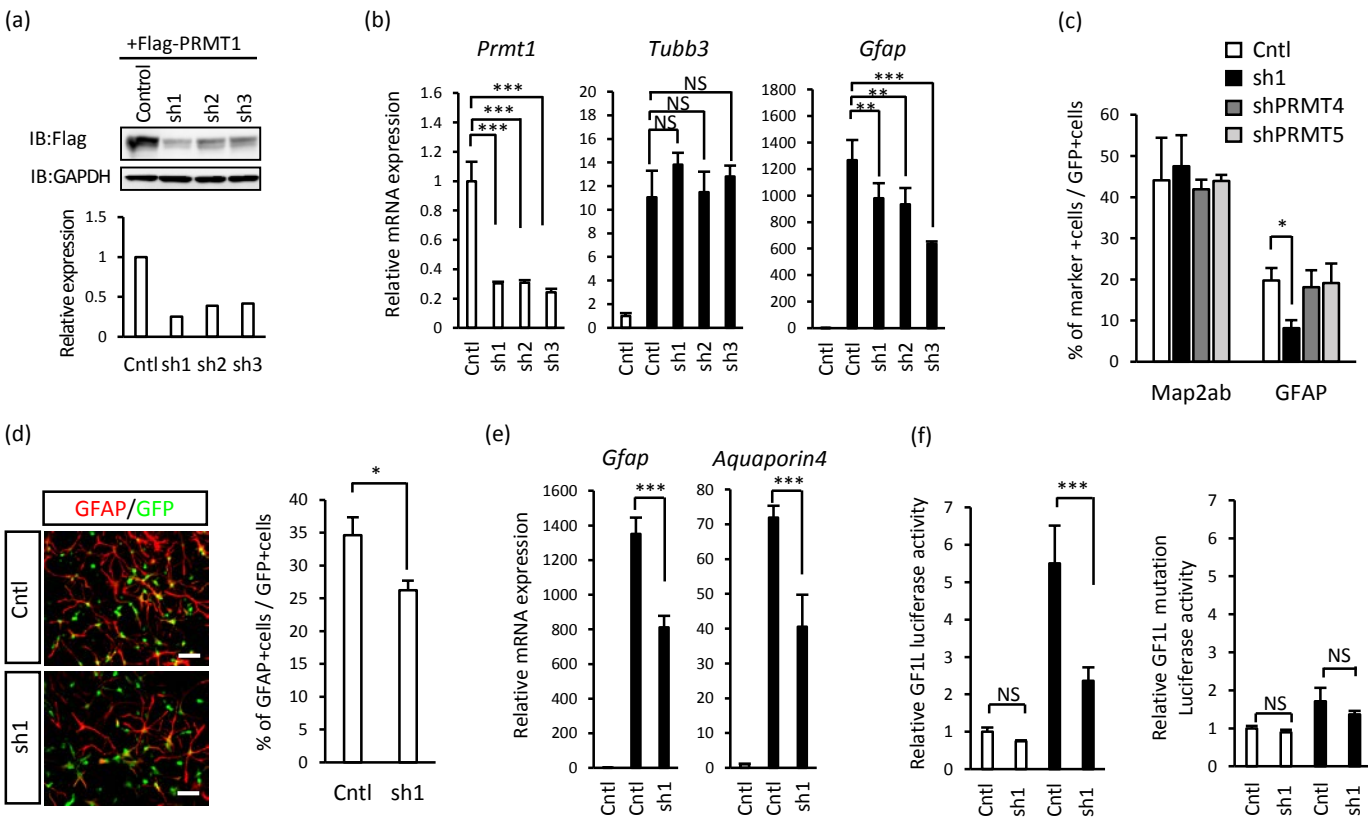 (a)
+Flag-PRMT1
Control
sh1
sh2
sh3
IB:Flag
IB:GAPDH
Relative expression
1.5
1
0.5
0
Cntl sh1 sh2 sh3
(b)
Prmt1
Tubb3
Gfap
Relative mRNA expression
1.6
1.4
1.2
1
0.8
0.6
0.4
0.2
0
***
***
***
Cntl
sh1
sh2
sh3
20
18
16
14
12
10
8
6
4
2
0
NS
NS
NS
Cntl
Cntl
sh1
sh2
sh3
1800
1600
1400
1200
1000
800
600
400
200
0
***
**
**
Cntl
Cntl
sh1
sh2
sh3
(c)
Cntl
sh1
shPRMT4
shPRMT5
% of marker +cells / GFP+cells
60
50
40
30
20
10
0
*
Map2ab
GFAP
(d)
GFAP/GFP
Cntl
sh1
% of GFAP+cells / GFP+cells
40
35
30
25
20
15
10
5
0
*
Cntl
sh1
(e)
Gfap
Aquaporin4
Relative mRNA expression
1600
1400
1200
1000
800
600
400
200
0
***
Cntl
Cntl
sh1
80
70
60
50
40
30
20
10
0
***
Cntl
Cntl
sh1
(f)
Relative GF1L luciferase activity
7
6
5
4
3
2
1
0
NS
***
Cntl
sh1
Cntl
sh1
Relative GF1L mutation
Luciferase activity
7
6
5
4
3
2
1
0
NS
NS
Cntl
sh1
Cntl
sh1